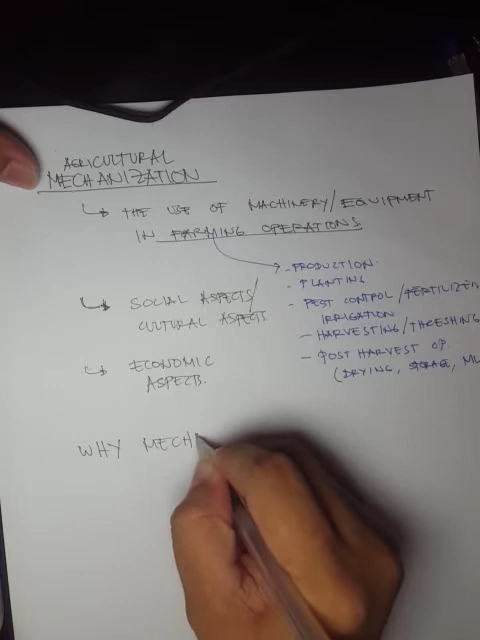 AGRICULTURAL
MECHANIZATION
THE USE OF MACHINERY/EQUIPMENT
IN FARMING OPERATIONS
- PRODUCTION
- PLANTING
- PEST CONTROL/FERTILIZER
IRRIGATION
- HARVESTING/THRESHING
- POST HARVEST OP.
(DRYING, STORAGE,
SOCIAL ASPECTS/
CULTURAL ASPECTS
ECONOMIC
ASPECTS.
WHY MECH